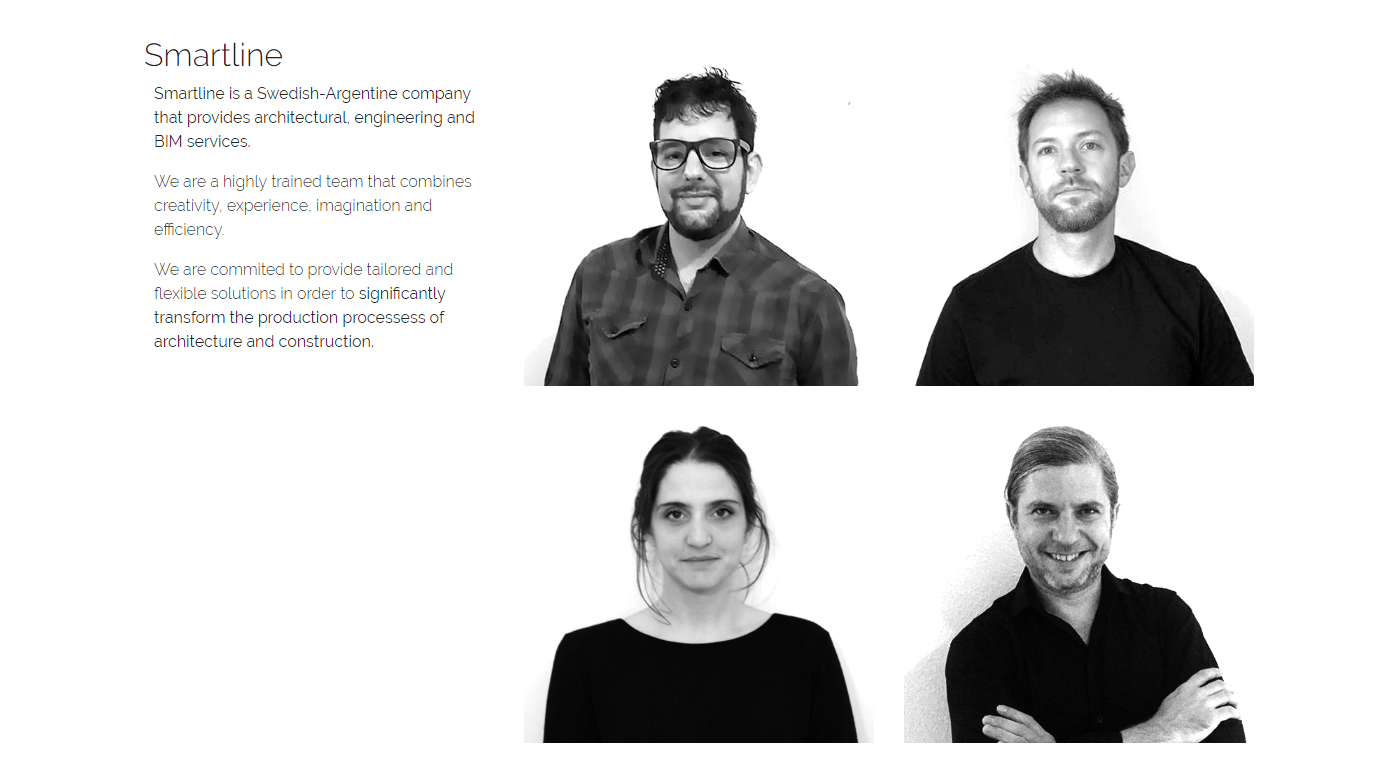 Smartline
Smartline is a Swedish-Argentine company
that provides architectural, engineering and
BIM services.
We are a highly trained team that combines
creativity, experience, imagination and
efficiency.
We are commited to provide tailored and
flexible solutions in order to significantly
transform the production processess of
architecture and construction.